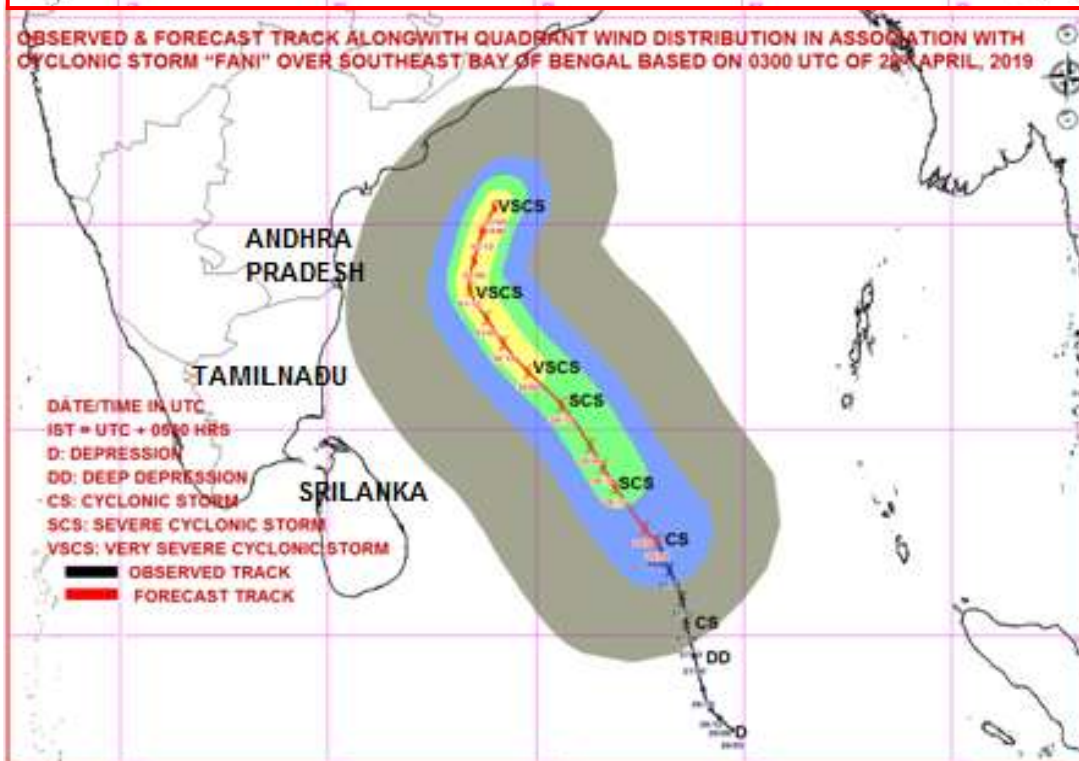 OBSERVED & FORECAST TRACK ALONGWITH QUADRANT WIND DISTRIBUTION IN ASSOCIATION WITH
CYCLONIC STORM “FANI” OVER SOUTHEAST BAY OF BENGAL BASED ON 0300 UTC OF APRIL, 2019
VSCS
ANDHRA
PRADESH
VSCS
VSCS
TAMILNADU
SCS
DATE/TIME IN UTC
IST = UTC + 0530 HRS
D: DEPRESSION
DD: DEEP DEPRESSION
SRILANKA
SCS
CS: CYCLONIC STORM
SCS: SEVERE CYCLONIC STORM
VSCS: VERY SEVERE CYCLONIC STORM
CS
OBSERVED TRACK
FORECAST TRACK
CS
DD
D